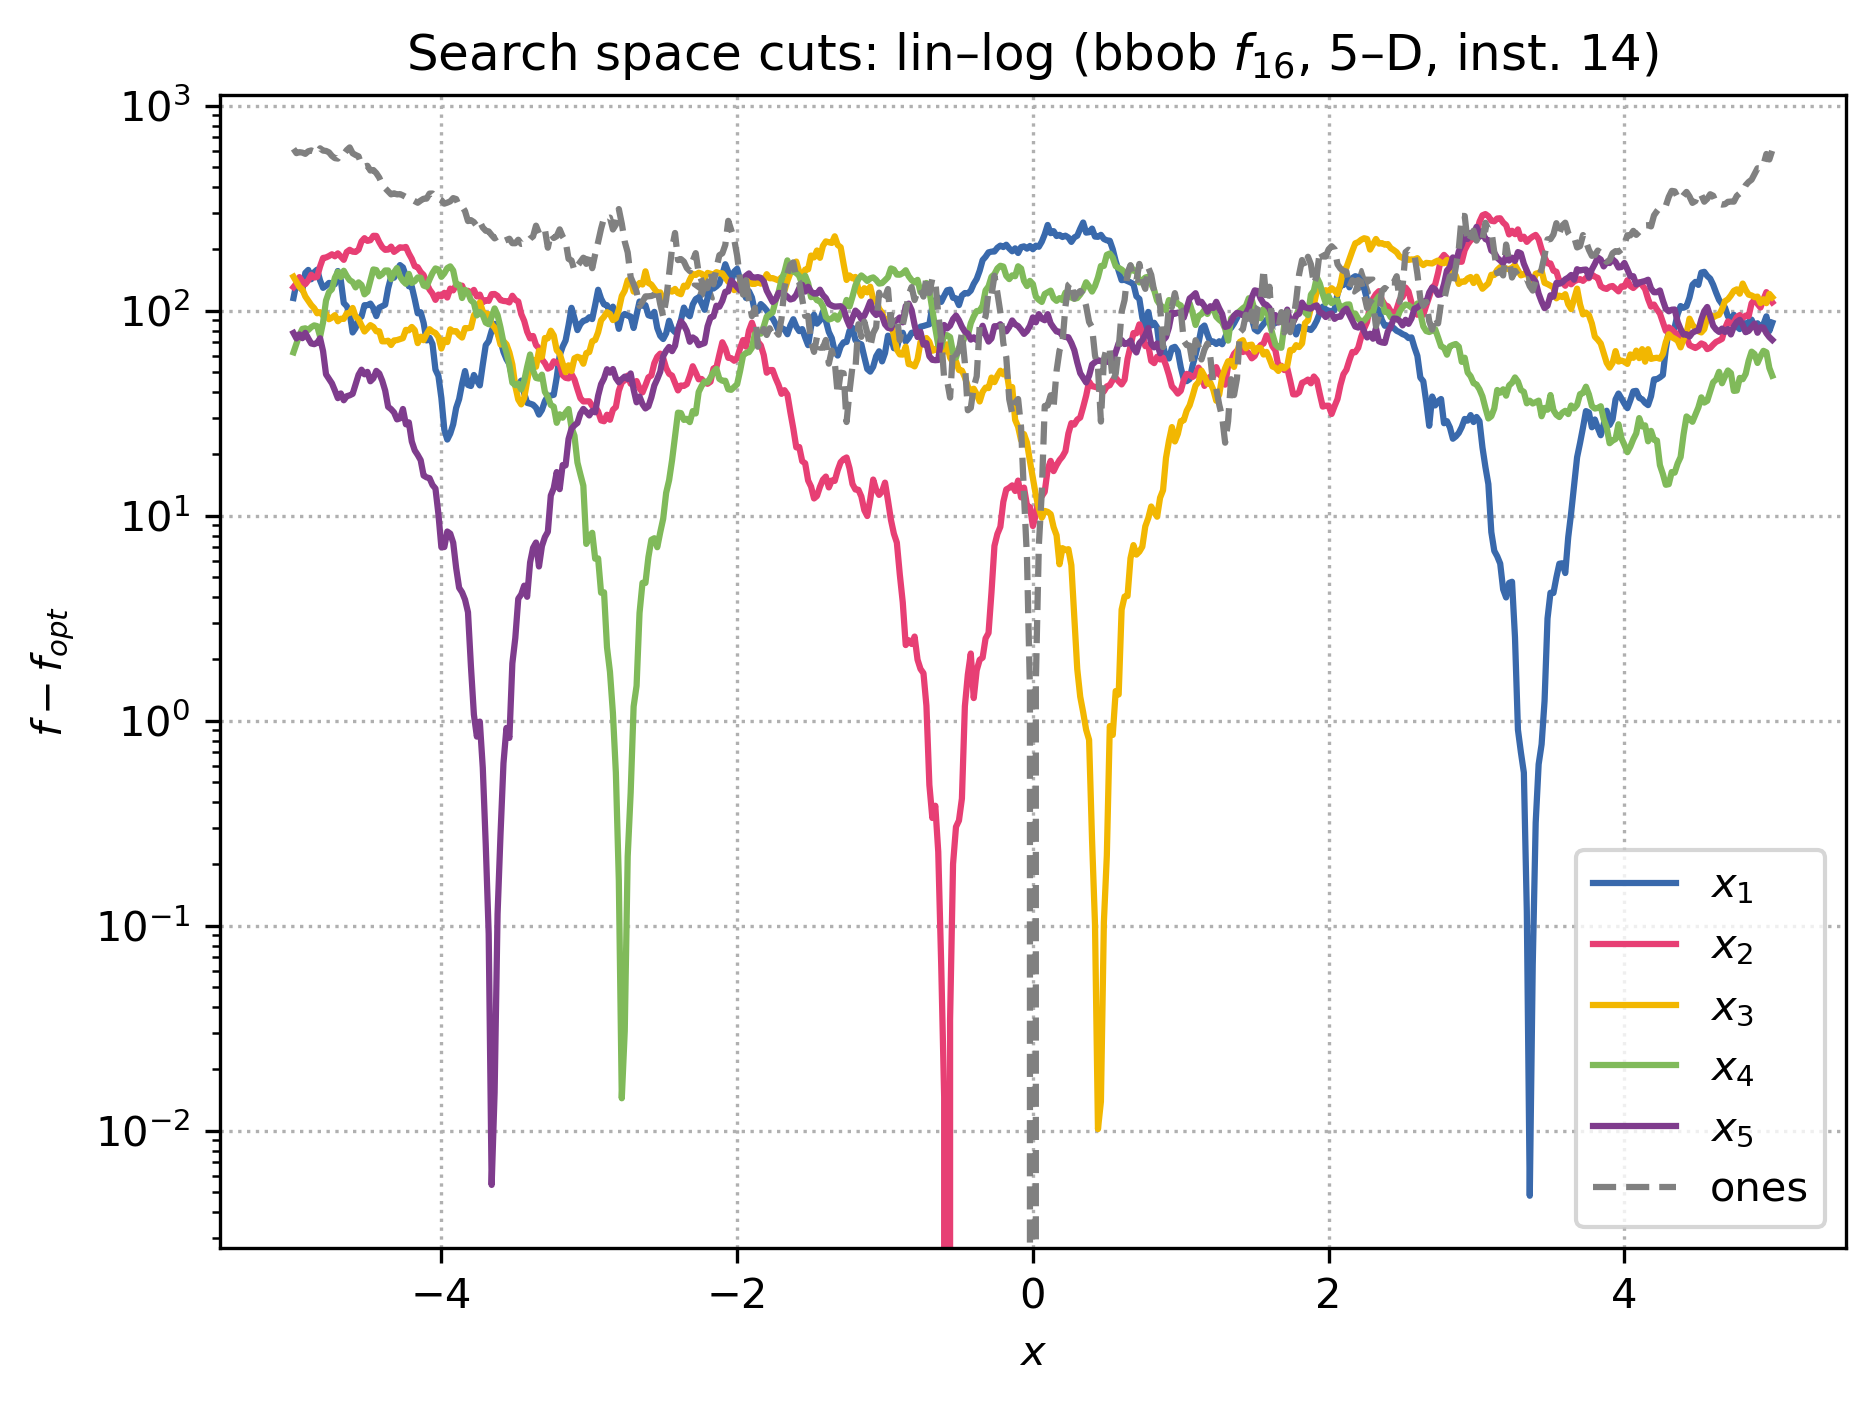 Search space cuts: lin–log (bbob f₁₆, 5–D, inst. 14)
10³
10²
10¹
10⁰
10⁻¹
10⁻²
f − f_opt
−4 −2 0 2 4
x
x₁
x₂
x₃
x₄
x₅
ones